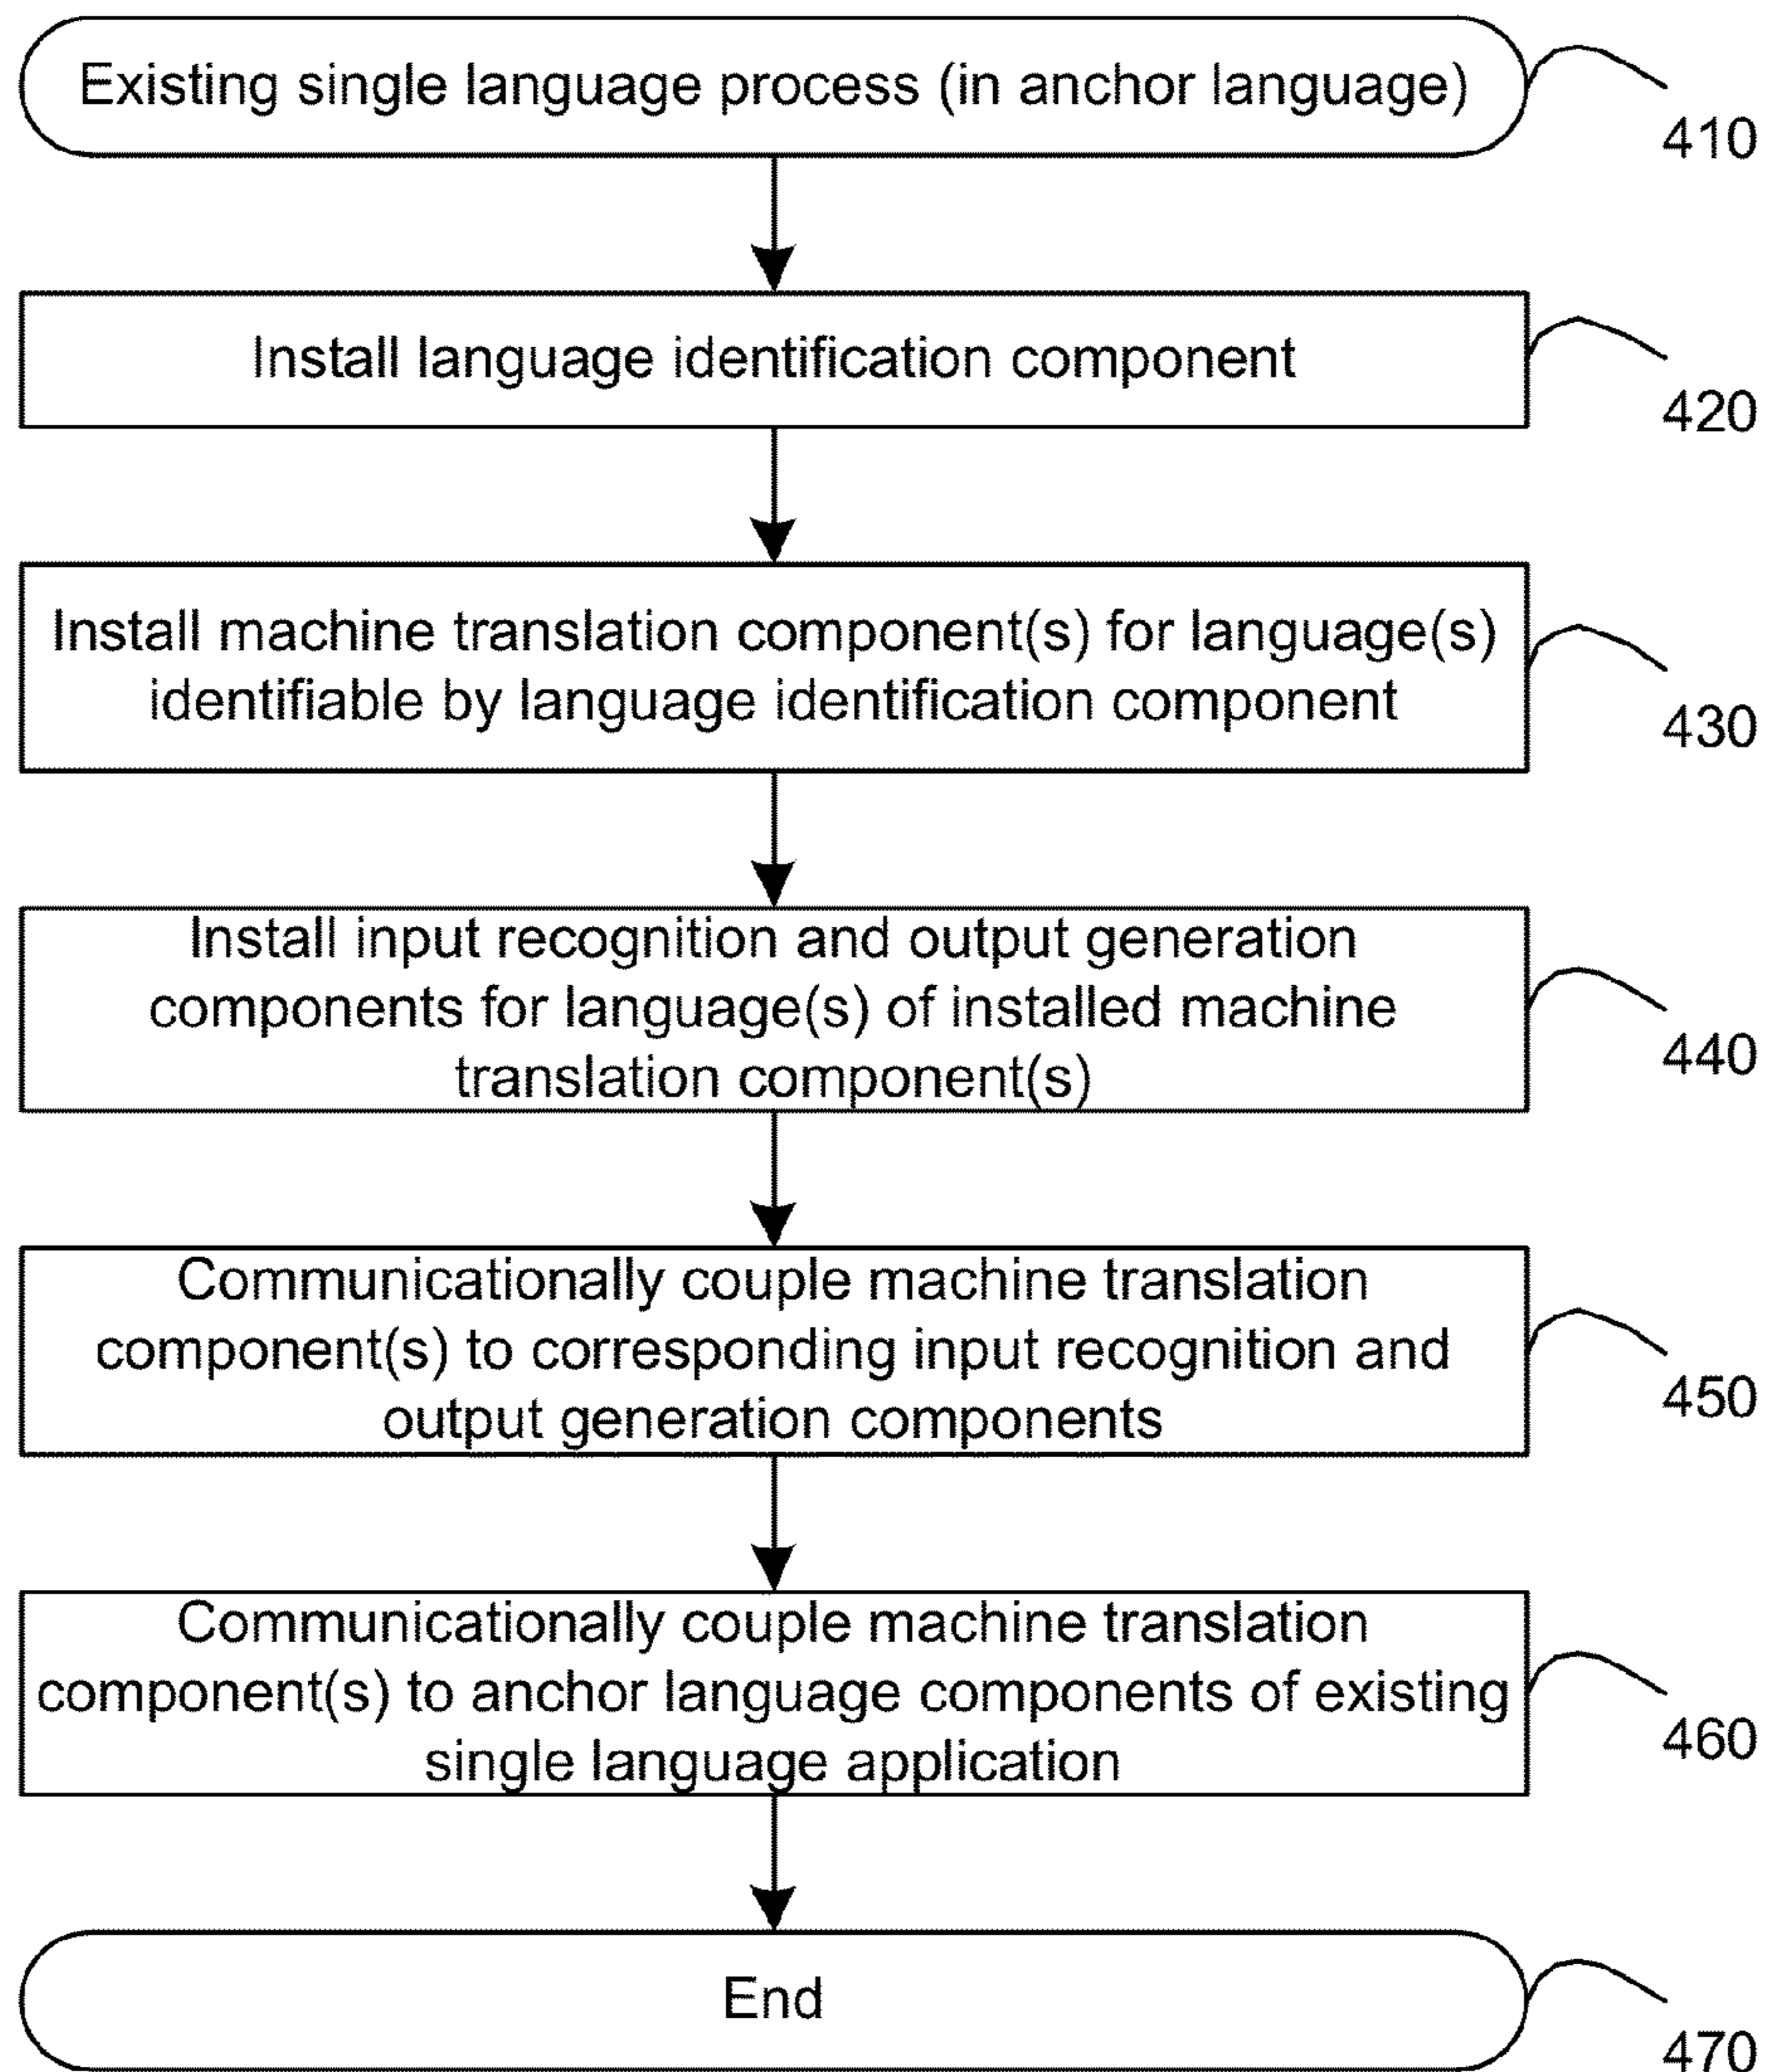 Existing single language process (in anchor language)
410
Install language identification component
420
Install machine translation component(s) for language(s)
identifiable by language identification component
430
Install input recognition and output generation
components for language(s) of installed machine
translation component(s)
440
Communicationally couple machine translation
component(s) to corresponding input recognition and
output generation components
450
Communicationally couple machine translation
component(s) to anchor language components of existing
single language application
460
End
470